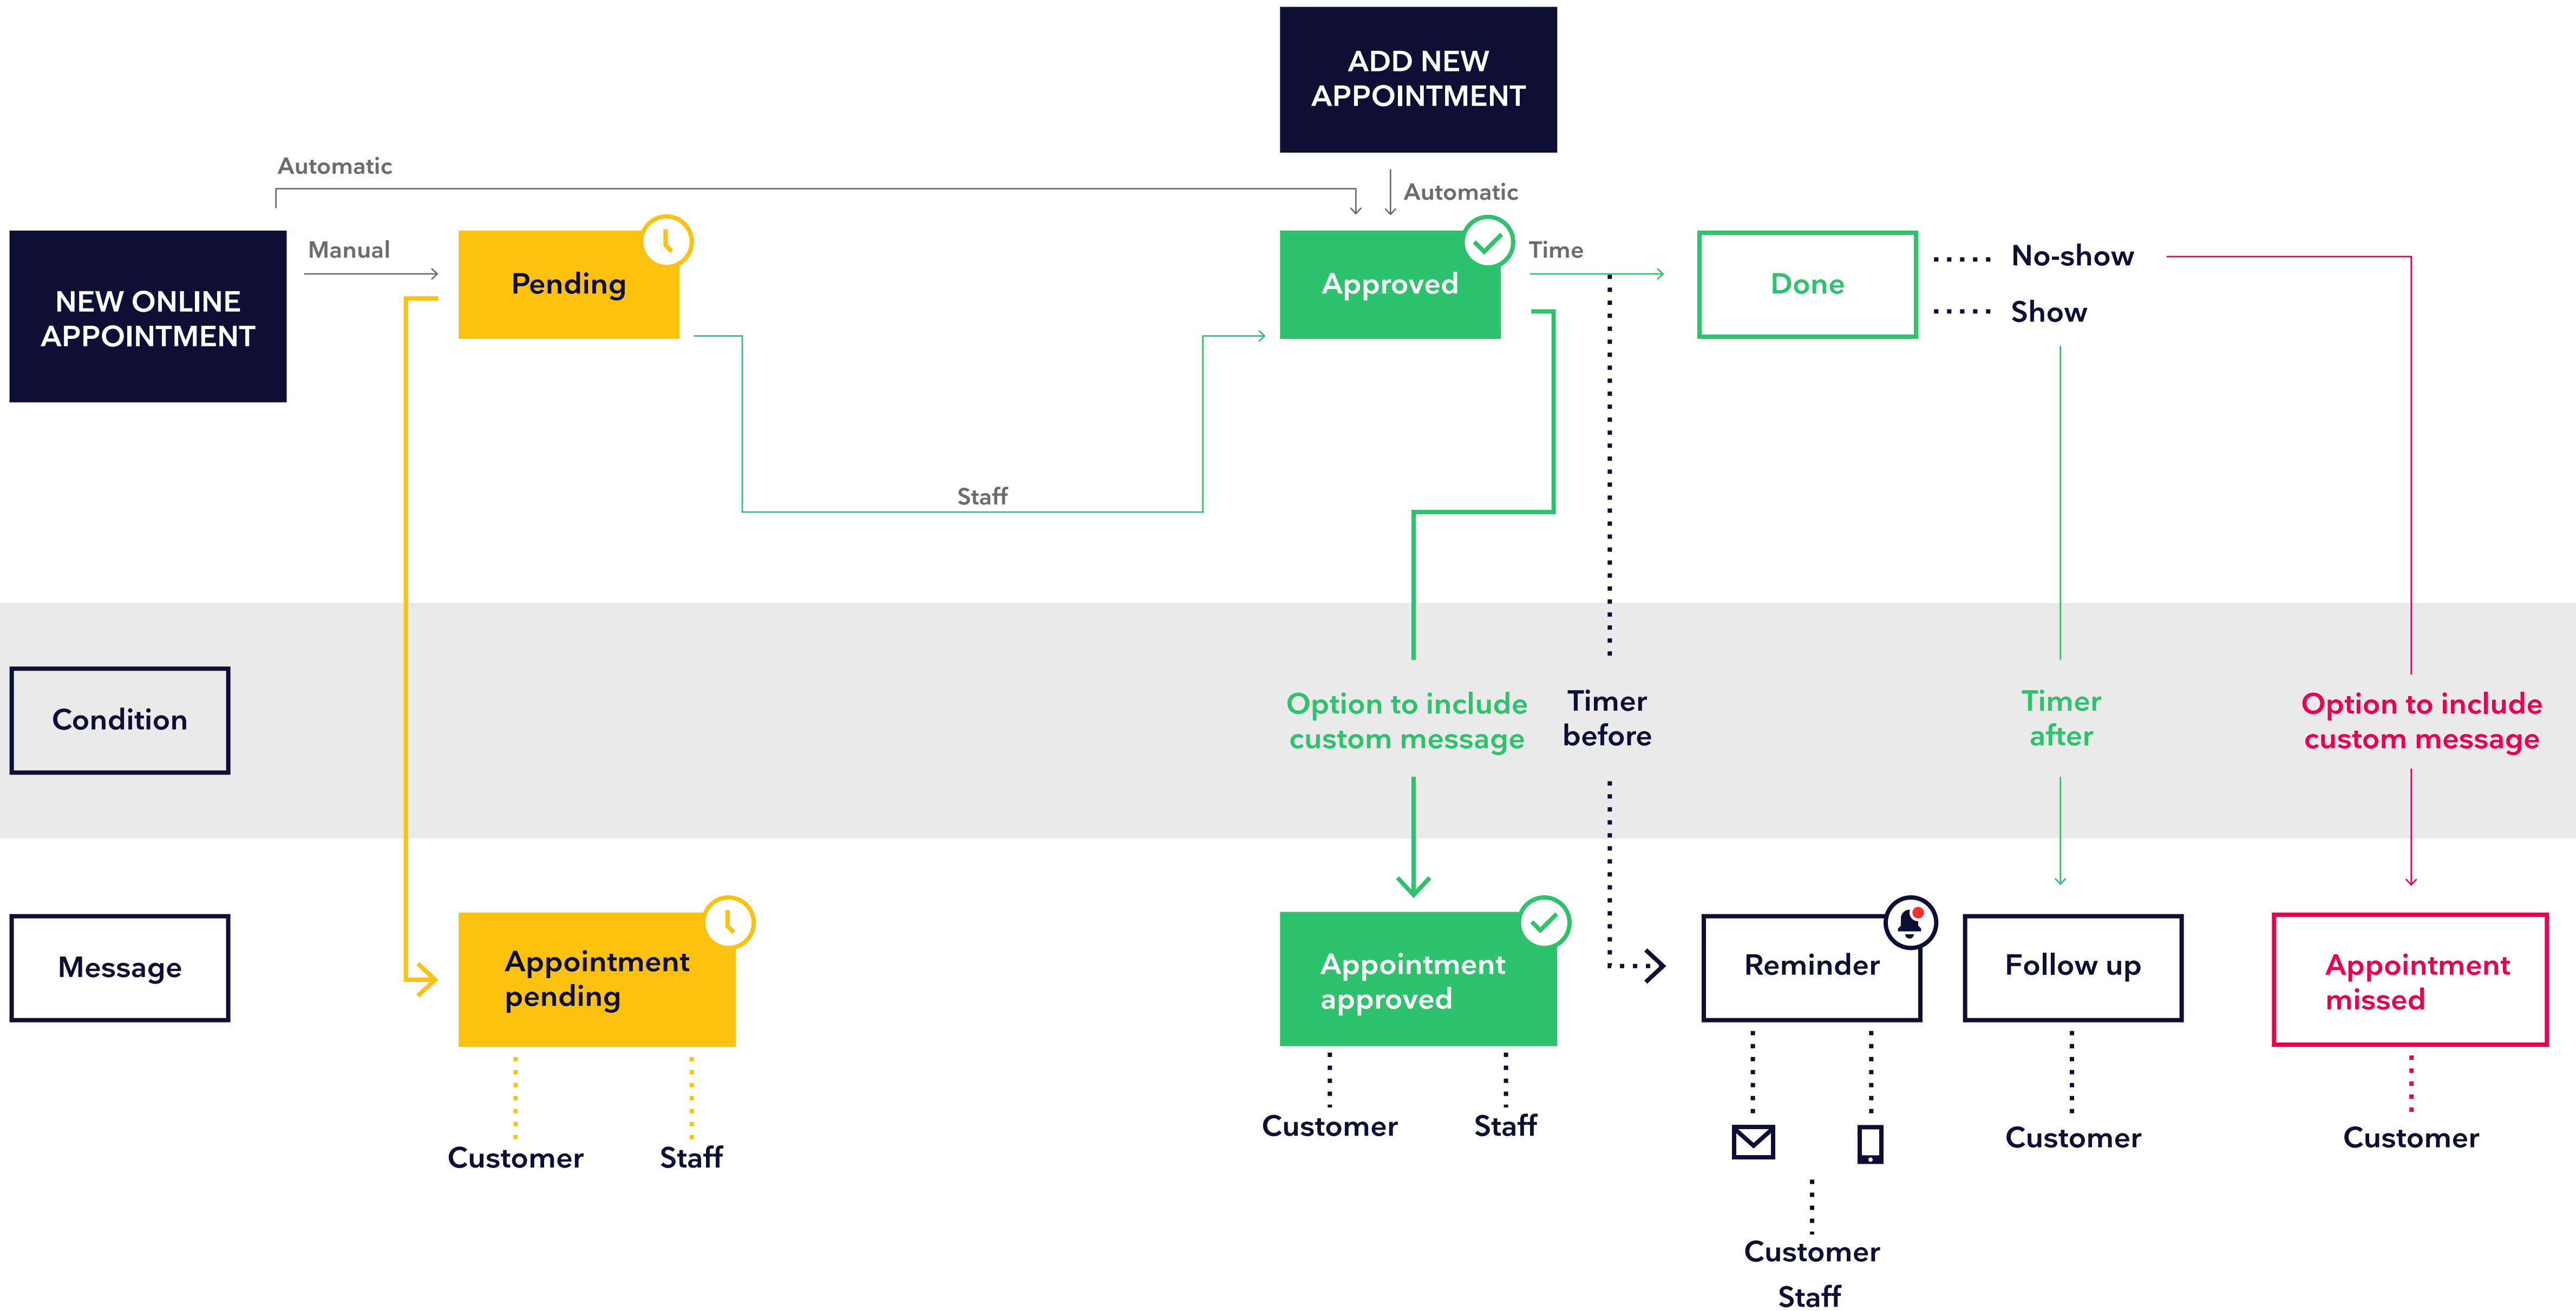 ADD NEW
APPOINTMENT
Automatic
Automatic
NEW ONLINE
APPOINTMENT
Manual
Pending
Approved
Time
Done
No-show
Show
Staff
Condition
Option to include
custom message
Timer
before
Timer
after
Option to include
custom message
Message
Appointment
pending
Appointment
approved
Reminder
Follow up
Appointment
missed
Customer
Staff
Customer
Staff
Customer
Staff
Customer
Customer